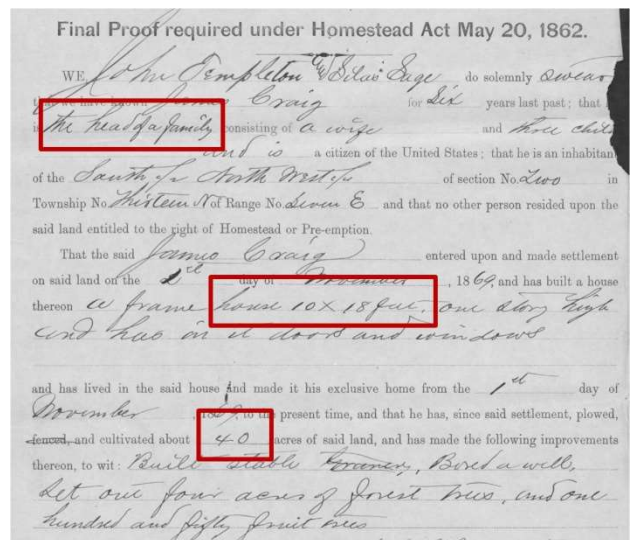 Final Proof required under Homestead Act May 20, 1862.
WE, John Templeton & Silas Gage do solemnly swear
that we have known James Craig for Six years last past; that
is the head of a family consisting of a wife and three child
and is a citizen of the United States; that he is an inhabitant
of the South ½ North West ¼ of section No. Two in
Township No. Thirteen N of Range No. Seven E and that no other person resided upon the
said land entitled to the right of Homestead or Pre-emption.
That the said James Craig entered upon and made settlement
on said land on the day of November , 1869, and has built a house
thereon a frame house 10 X 18 feet, one story high
and has in it doors and windows
and has lived in the said house and made it his exclusive home from the 1st day of
November , 1869, to the present time, and that he has, since said settlement, plowed,
fenced, and cultivated about 40 acres of said land, and has made the following improvements
thereon, to wit: Built stable Granery, Bored a well,
Set out four acres of forest trees, and one
hundred and fifty fruit trees